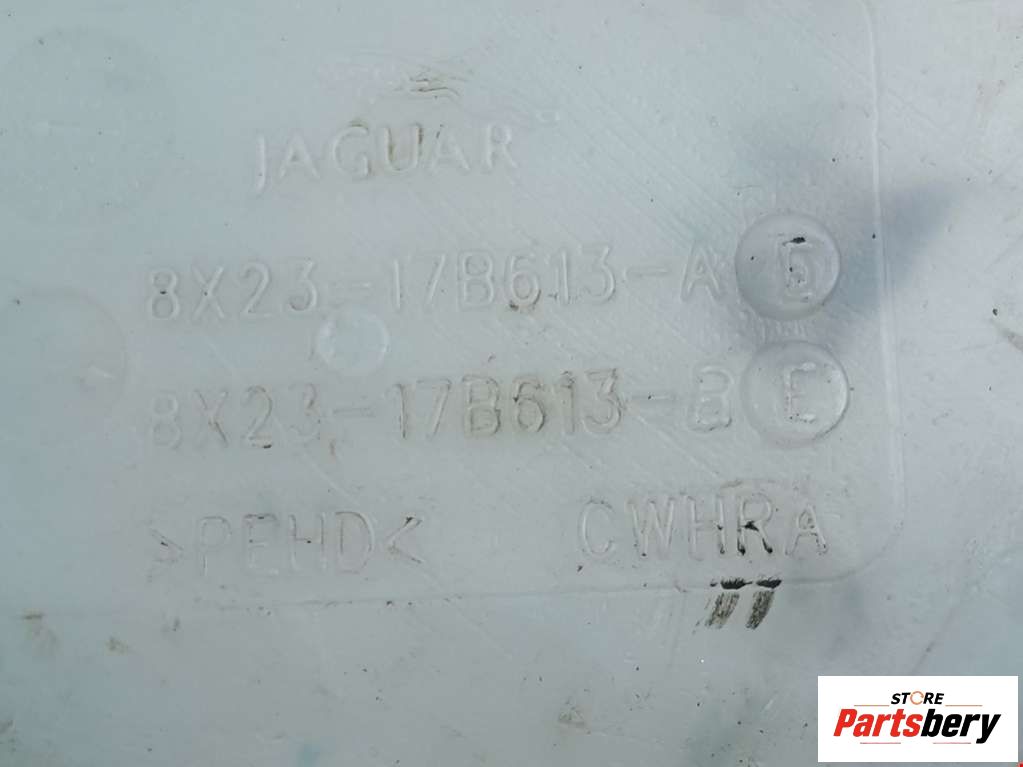 JAGUAR
8X23-17B613-A E
8X23-17B613-B E
>PEHD< CWHRA
STORE
Partsbery